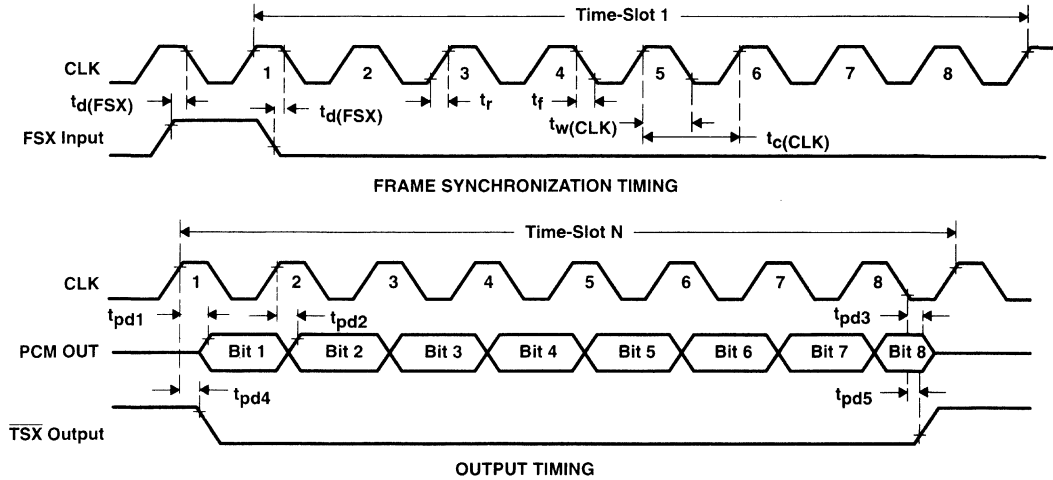 Time-Slot 1
CLK
1 2 3 4 5 6 7 8
td(FSX)
td(FSX)
tr
tf
tw(CLK)
tc(CLK)
FSX Input
FRAME SYNCHRONIZATION TIMING
Time-Slot N
CLK
1 2 3 4 5 6 7 8
tpd1
tpd2
tpd3
PCM OUT
Bit 1 Bit 2 Bit 3 Bit 4 Bit 5 Bit 6 Bit 7 Bit 8
tpd4
tpd5
TSX Output
OUTPUT TIMING